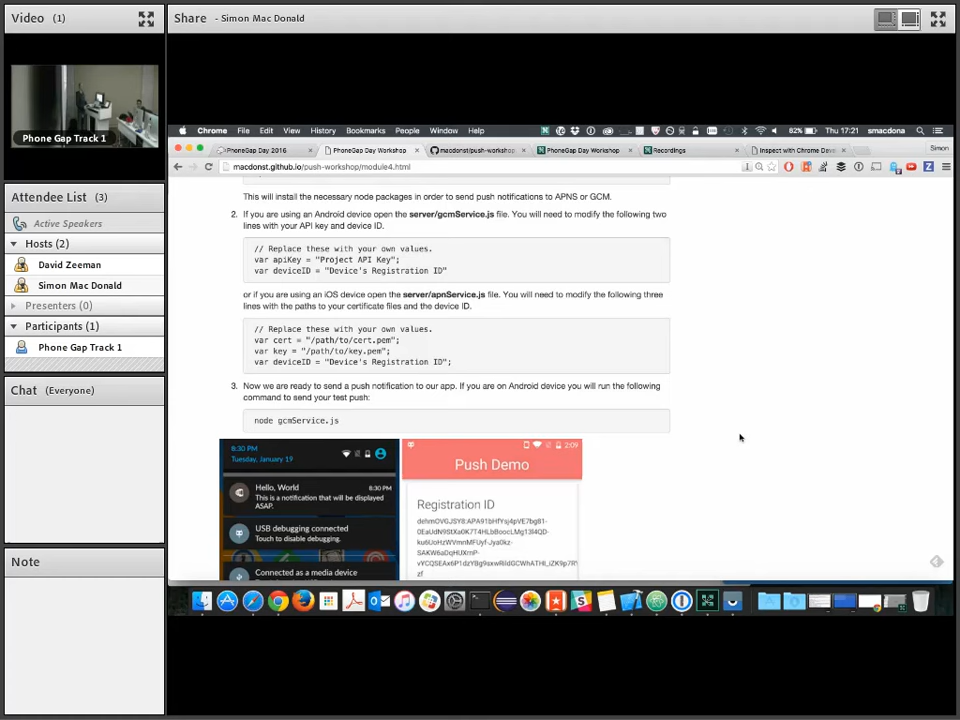 Video (1)
Phone Gap Track 1
Attendee List (3)
Active Speakers
Hosts (2)
David Zeeman
Simon Mac Donald
Presenters (0)
Participants (1)
Phone Gap Track 1
Chat (Everyone)
Note
Share - Simon Mac Donald
Chrome File Edit View History Bookmarks People Window Help 82% Thu 17:21 smacdona
PhoneGap Day 2016 PhoneGap Day Workshop macdonst/push-workshop PhoneGap Day Workshop Recordings Inspect with Chrome Deve Simon
macdonst.github.io/push-workshop/module4.html
This will install the necessary node packages in order to send push notifications to APNS or GCM.
2. If you are using an Android device open the server/gcmService.js file. You will need to modify the following two
lines with your API key and device ID.
// Replace these with your own values.
var apiKey = "Project API Key";
var deviceID = "Device's Registration ID"
or if you are using an iOS device open the server/apnService.js file. You will need to modify the following three
lines with the paths to your certificate files and the device ID.
// Replace these with your own values.
var cert = "/path/to/cert.pem";
var key = "/path/to/key.pem";
var deviceID = "Device's Registration ID";
3. Now we are ready to send a push notification to our app. If you are on Android device you will run the following
command to send your test push:
node gcmService.js
8:30 PM
Tuesday, January 19
Hello, World 8:30 PM
This is a notification that will be displayed
ASAP.
USB debugging connected
Touch to disable debugging.
Connected as a media device
2:09
Push Demo
Registration ID